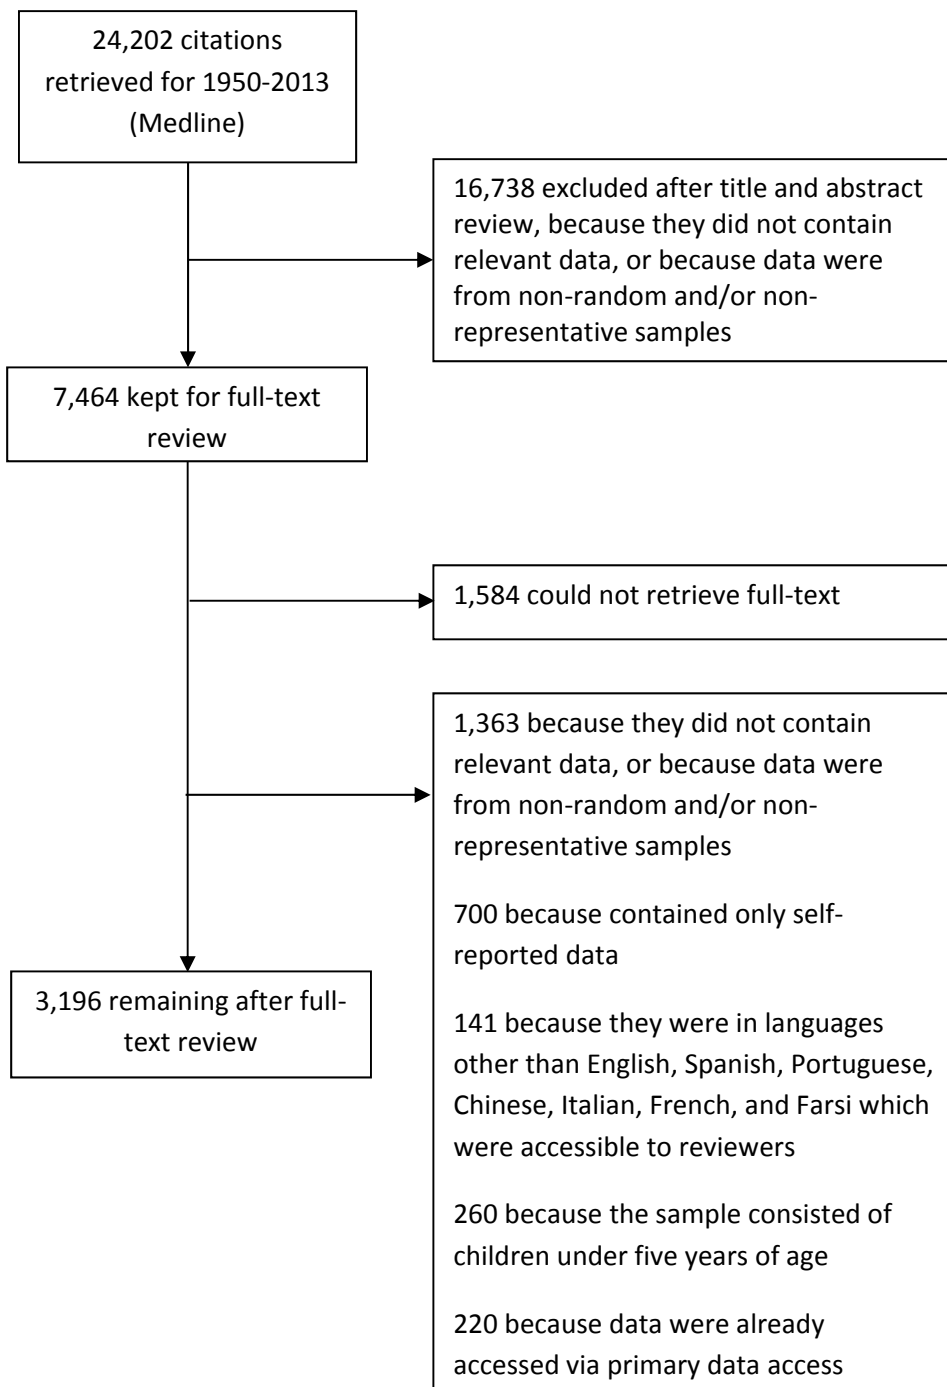 24,202 citations
retrieved for 1950-2013
(Medline)
16,738 excluded after title and abstract
review, because they did not contain
relevant data, or because data were
from non-random and/or non-
representative samples
7,464 kept for full-text
review
1,584 could not retrieve full-text
1,363 because they did not contain
relevant data, or because data were
from non-random and/or non-
representative samples
700 because contained only self-
reported data
141 because they were in languages
other than English, Spanish, Portuguese,
Chinese, Italian, French, and Farsi which
were accessible to reviewers
260 because the sample consisted of
children under five years of age
220 because data were already
accessed via primary data access
3,196 remaining after full-
text review